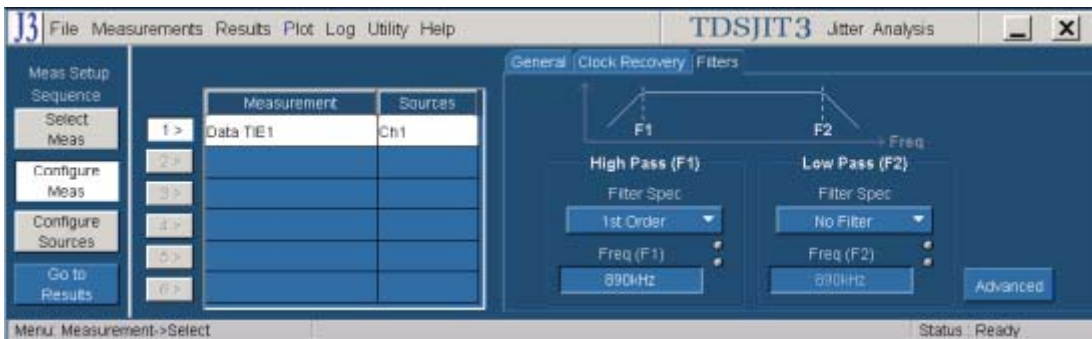 J3 File Measurements Results Plot Log Utility Help TDSJIT3 Jitter Analysis _ X
Meas Setup
Sequence
Select
Meas
Configure
Meas
Configure
Sources
Go to
Results
Measurement Sources
1 > Data TIE1 Ch1
2 >
3 >
4 >
5 >
6 >
General Clock Recovery Filters
F1 F2 Freq
High Pass (F1) Low Pass (F2)
Filter Spec Filter Spec
1st Order No Filter
Freq (F1) Freq (F2)
890kHz 890kHz
Advanced
Menu: Measurement->Select Status : Ready